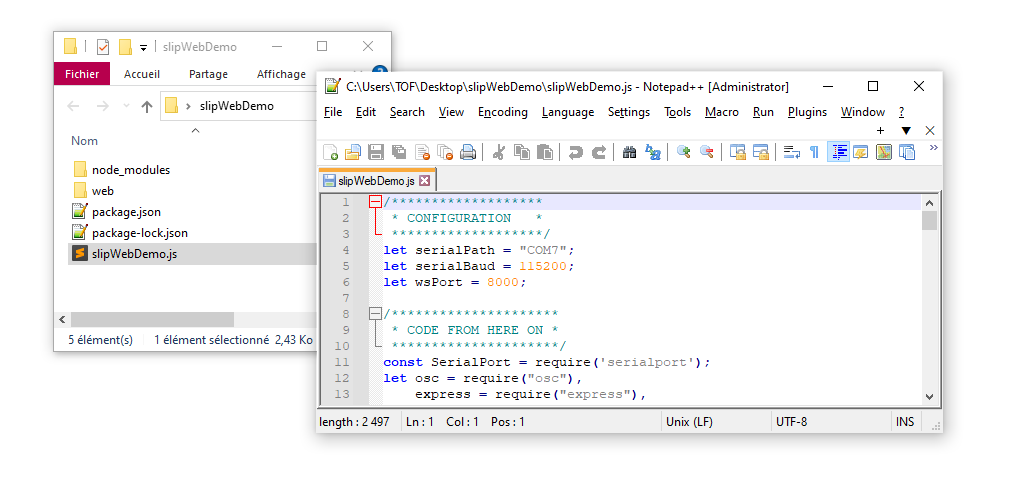 slipWebDemo
Fichier Accueil Partage Affichage
slipWebDemo
Nom
node_modules
web
package.json
package-lock.json
slipWebDemo.js
5 élément(s) 1 élément sélectionné 2,43 Ko
C:\Users\TOF\Desktop\slipWebDemo\slipWebDemo.js - Notepad++ [Administrator]
File Edit Search View Encoding Language Settings Tools Macro Run Plugins Window ?
+ ▼ X
slipWebDemo.js
1 /*******************
2 * CONFIGURATION *
3 *******************/
4 let serialPath = "COM7";
5 let serialBaud = 115200;
6 let wsPort = 8000;
7
8 /*********************
9 * CODE FROM HERE ON *
10 *********************/
11 const SerialPort = require('serialport');
12 let osc = require("osc"),
13 express = require("express"),
length : 2 497 Ln : 1 Col : 1 Pos : 1 Unix (LF) UTF-8 INS